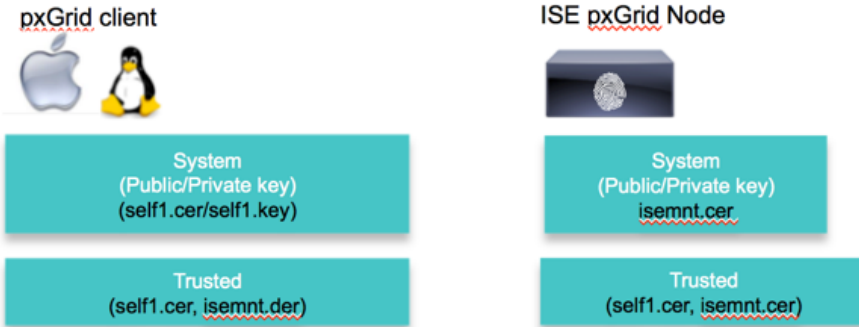 pxGrid client
System
(Public/Private key)
(self1.cer/self1.key)
Trusted
(self1.cer, isemnt.der)
ISE pxGrid Node
System
(Public/Private key)
isemnt.cer
Trusted
(self1.cer, isemnt.cer)